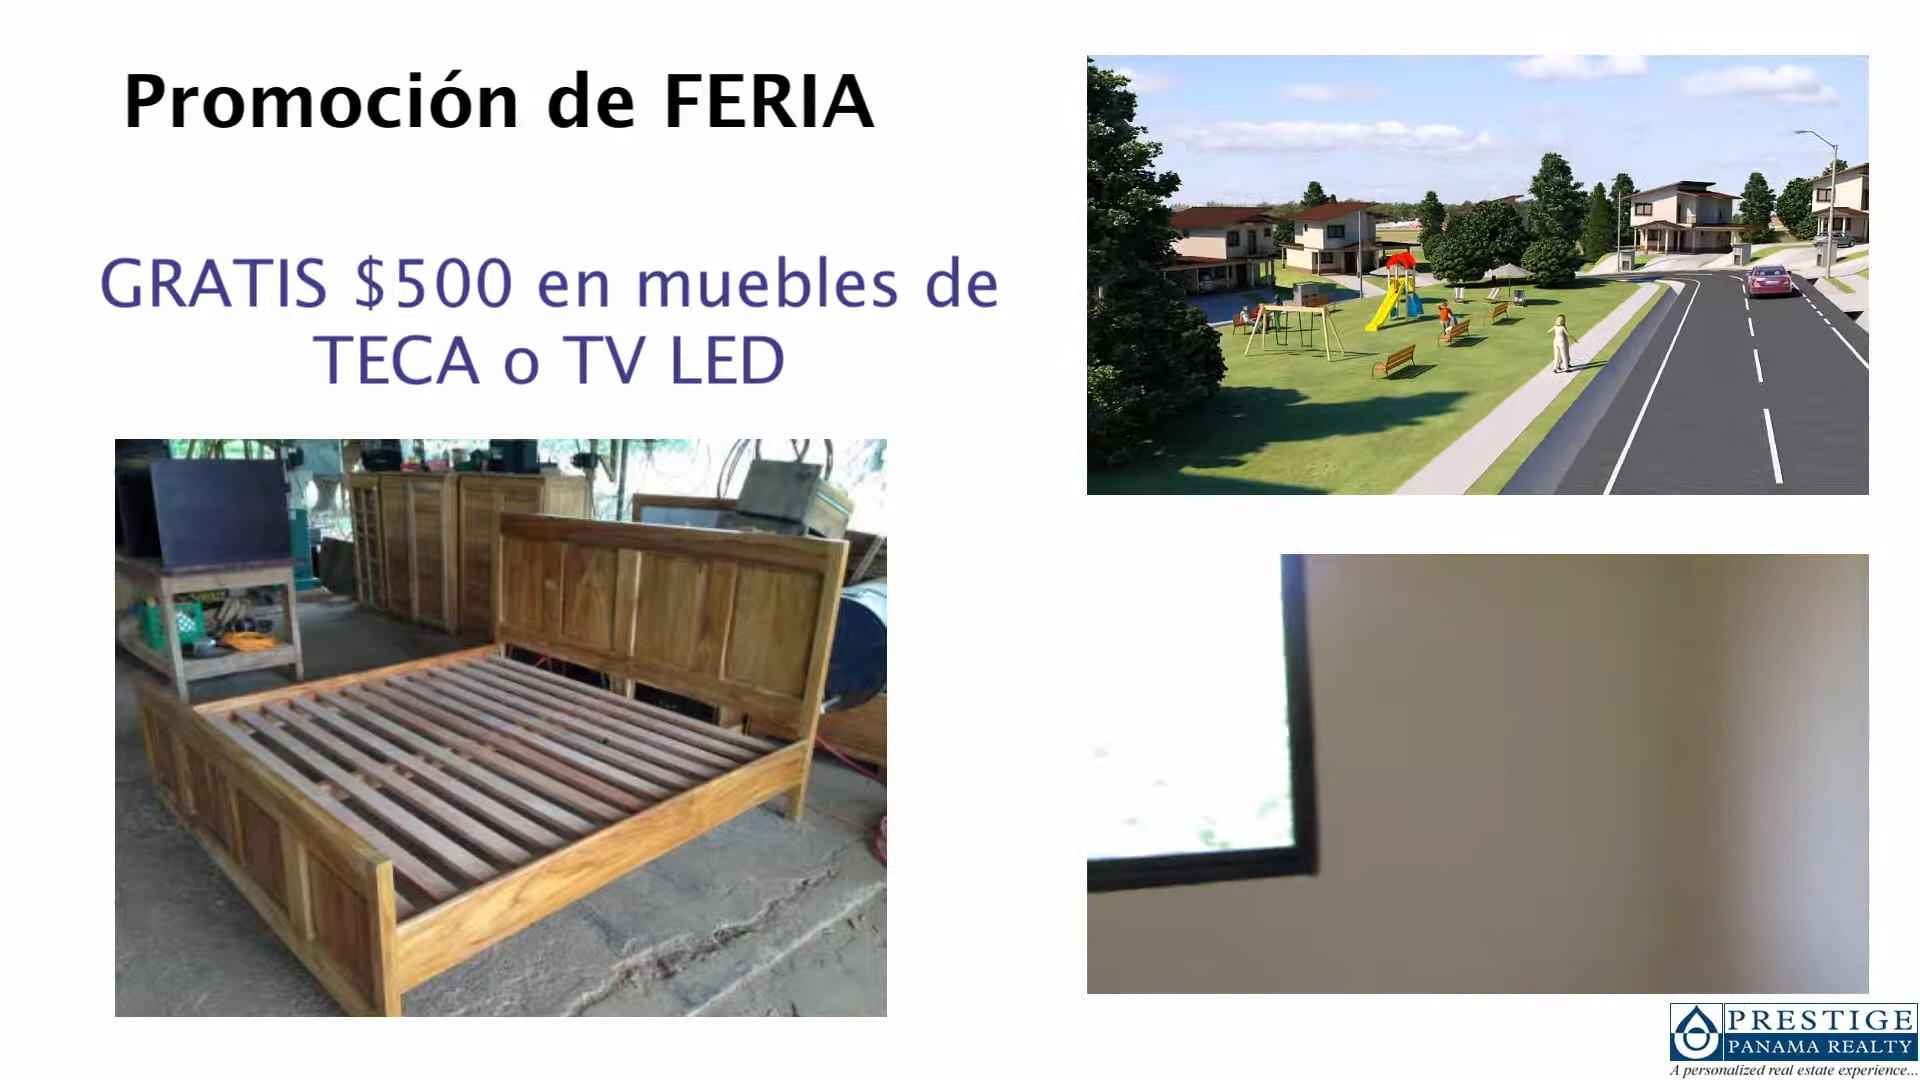 Promoción de FERIA
GRATIS $500 en muebles de
TECA o TV LED
PRESTIGE
PANAMA REALTY
A personalized real estate experience...